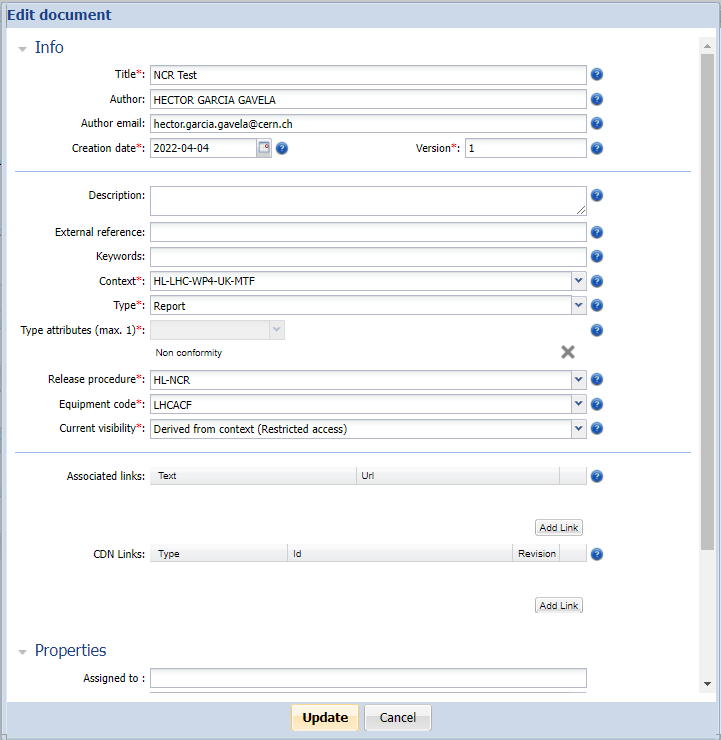 Edit document
Info
Title*: NCR Test
Author: HECTOR GARCIA GAVELA
Author email: hector.garcia.gavela@cern.ch
Creation date*: 2022-04-04 Version*: 1
Description:
External reference:
Keywords:
Context*: HL-LHC-WP4-UK-MTF
Type*: Report
Type attributes (max. 1)*:
Non conformity
Release procedure*: HL-NCR
Equipment code*: LHCACF
Current visibility*: Derived from context (Restricted access)
Associated links: Text Url
Add Link
CDN Links: Type Id Revision
Add Link
Properties
Assigned to :
Update Cancel